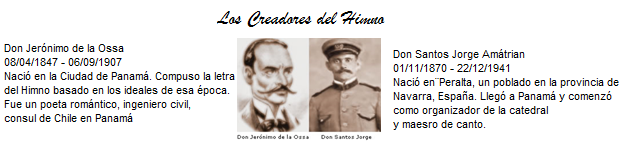 Los Creadores del Himno
Don Jerónimo de la Ossa
08/04/1847 - 06/09/1907
Nació en la Ciudad de Panamá. Compuso la letra
del Himno basado en los ideales de esa época.
Fue un poeta romántico, ingeniero civil,
consul de Chile en Panamá
Don Jerónimo de la Ossa
Don Santos Jorge
Don Santos Jorge Amátrian
01/11/1870 - 22/12/1941
Nació en¨Peralta, un poblado en la provincia de
Navarra, España. Llegó a Panamá y comenzó
como organizador de la catedral
y maesro de canto.